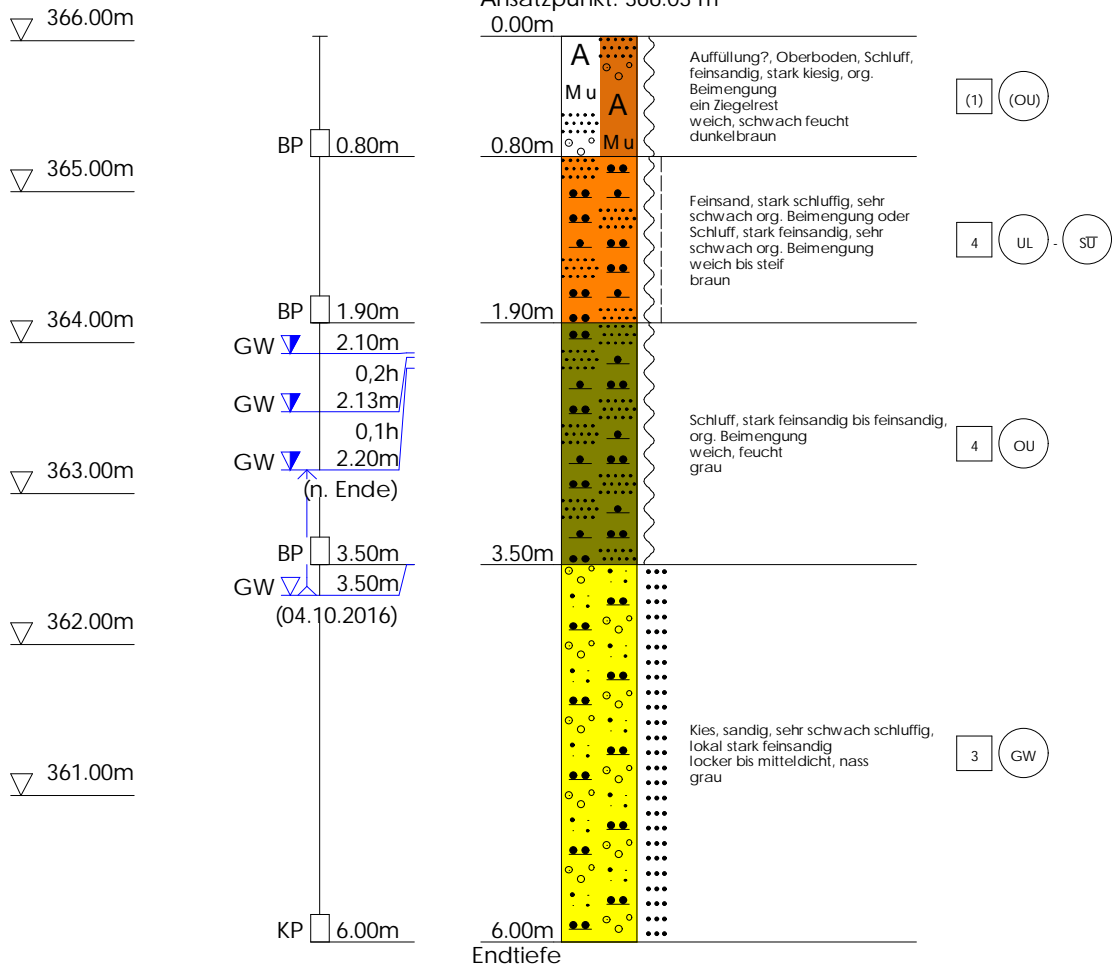 Ansatzpunkt: 366.03 m
366.00m
0.00m
A
Mu
A
Mu
Auffüllung?, Oberboden, Schluff,
feinsandig, stark kiesig, org.
Beimengung
ein Ziegelrest
weich, schwach feucht
dunkelbraun
(1) (OU)
BP 0.80m
0.80m
365.00m
Feinsand, stark schluffig, sehr
schwach org. Beimengung oder
Schluff, stark feinsandig, sehr
schwach org. Beimengung
weich bis steif
braun
4 UL - SU̅
BP 1.90m
1.90m
364.00m
GW 2.10m
0,2h
GW 2.13m
0,1h
GW 2.20m
(n. Ende)
363.00m
Schluff, stark feinsandig bis feinsandig,
org. Beimengung
weich, feucht
grau
4 OU
BP 3.50m
3.50m
GW 3.50m
(04.10.2016)
362.00m
Kies, sandig, sehr schwach schluffig,
lokal stark feinsandig
locker bis mitteldicht, nass
grau
3 GW
361.00m
KP 6.00m
6.00m
Endtiefe